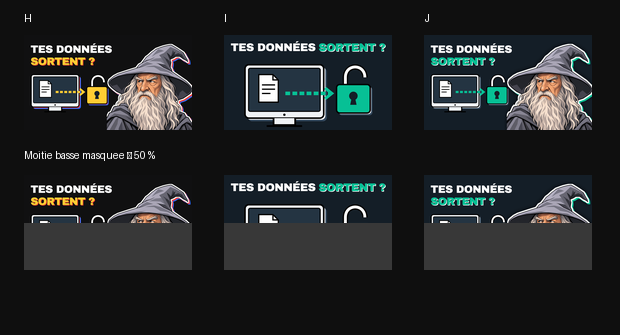 H
I
J
TES DONNÉES
SORTENT ?
TES DONNÉES SORTENT ?
TES DONNÉES
SORTENT ?
Moitie basse masquee 50 %
TES DONNÉES
SORTENT ?
TES DONNÉES SORTENT ?
TES DONNÉES
SORTENT ?